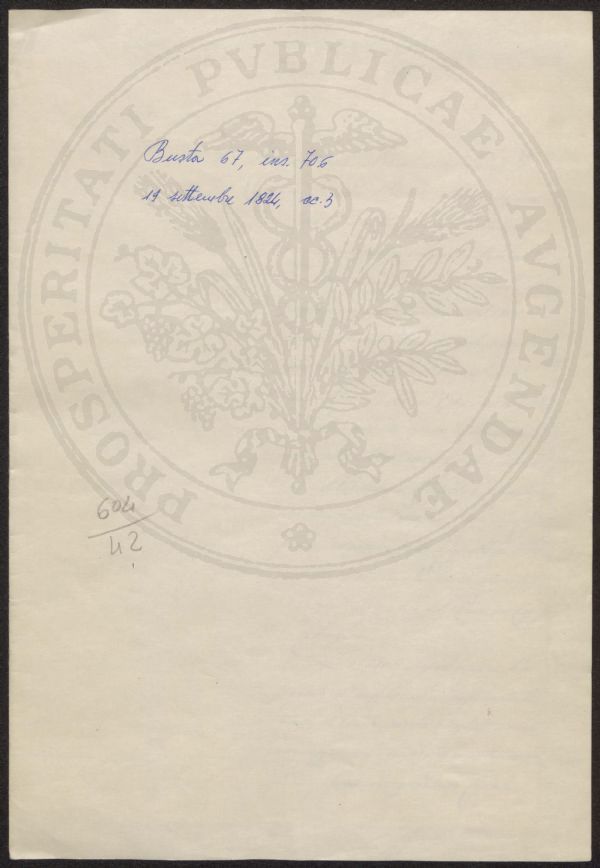 Busta 67, ins. 706
19 settembre 1824, cc. 3
604
42
PROSPERITATI PVBLICAE AVGENDAE